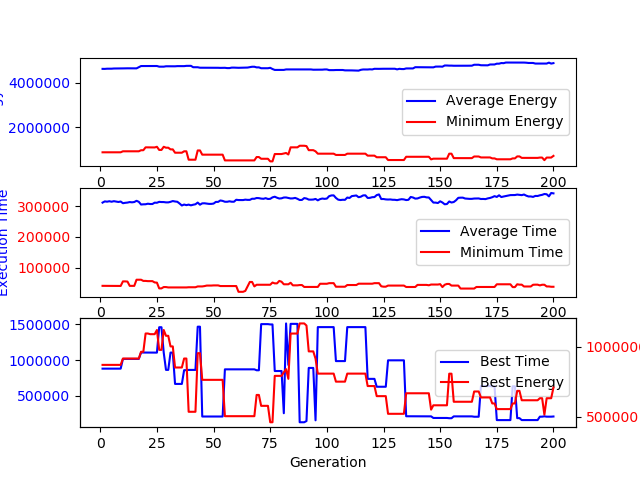 4000000
2000000
Average Energy
Minimum Energy
0 25 50 75 100 125 150 175 200
Execution Time
300000
200000
100000
Average Time
Minimum Time
0 25 50 75 100 125 150 175 200
1500000
1000000
500000
Best Time
Best Energy
500000
0 25 50 75 100 125 150 175 200
Generation